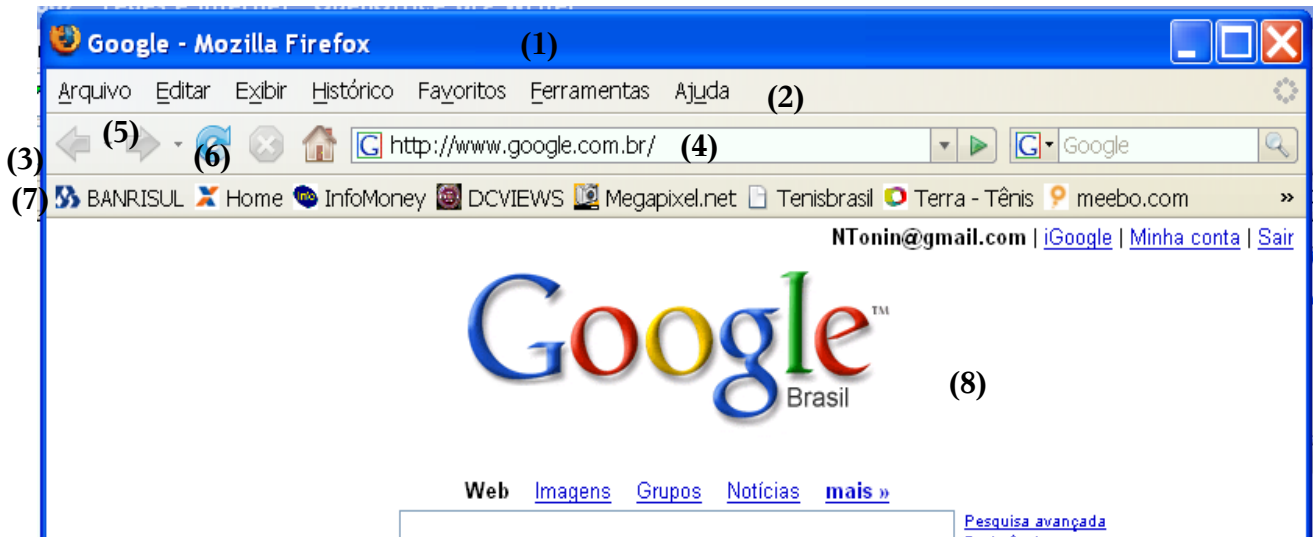 Google - Mozilla Firefox (1)
Arquivo Editar Exibir Histórico Favoritos Ferramentas Ajuda (2)
(3) (5) (6) G http://www.google.com.br/ (4) G Google
(7) BANRISUL Home InfoMoney DCVIEWS Megapixel.net Tenisbrasil Terra - Tênis meebo.com »
NTonin@gmail.com | iGoogle | Minha conta | Sair
Google™
Brasil
(8)
Web Imagens Grupos Notícias mais »
Pesquisa avançada